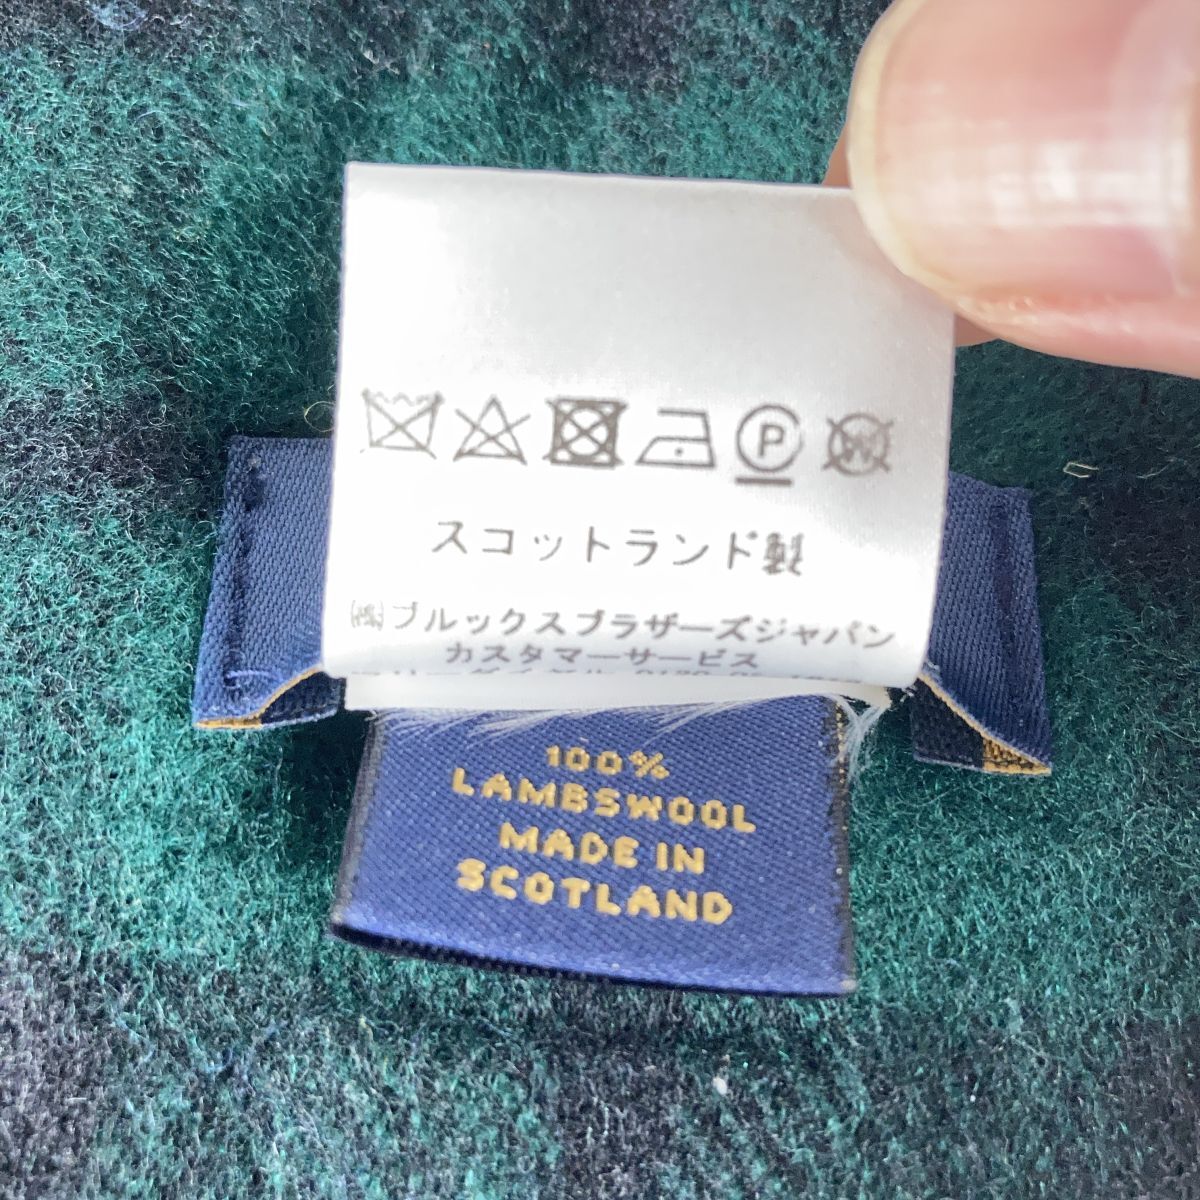 P W
スコットランド製
㈱ブルックスブラザーズジャパン
カスタマーサービス
100%
LAMBSWOOL
MADE IN
SCOTLAND